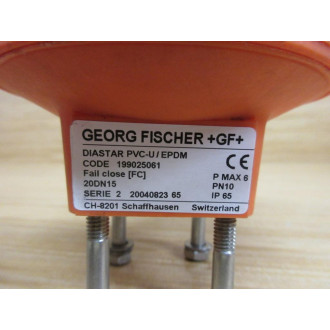 GEORG FISCHER +GF+
DIASTAR PVC-U / EPDM
CODE 199025061
Fail close [FC] P MAX 6
20DN15 PN10
SERIE 2 20040823 65 IP 65
CH-8201 Schaffhausen Switzerland
CE